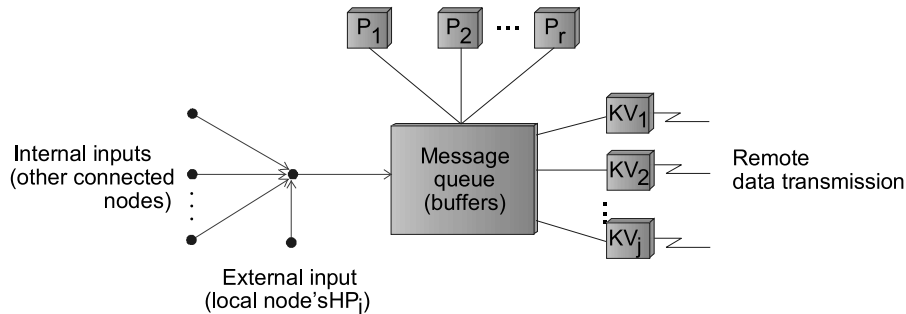 P1 P2 ... Pr
Internal inputs
(other connected
nodes)
External input
(local node'sHPi)
Message
queue
(buffers)
KV1
KV2
KVj
Remote
data transmission